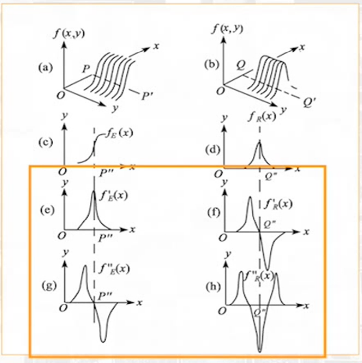 f(x,y)
x
(a)
P
O
y
P'
f(x,y)
x
(b)
Q
O
y
Q'
y
f_E(x)
(c)
O
P''
x
y
f_R(x)
(d)
O
Q''
x
y
f'_E(x)
(e)
O
P''
x
y
f'_R(x)
(f)
O
Q''
x
y
f''_E(x)
(g)
O
P''
x
y
f''_R(x)
(h)
O
Q''
x